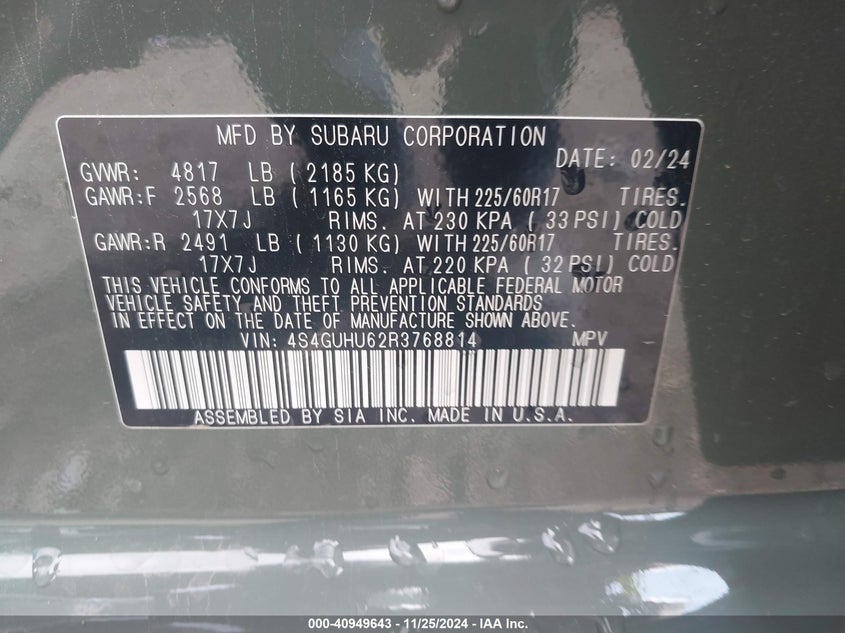 MFD BY SUBARU CORPORATION
DATE: 02/24
GVWR: 4817 LB ( 2185 KG)
GAWR:F 2568 LB ( 1165 KG) WITH 225/60R17 TIRES.
17X7J RIMS. AT 230 KPA ( 33 PSI) COLD
GAWR:R 2491 LB ( 1130 KG) WITH 225/60R17 TIRES.
17X7J RIMS. AT 220 KPA ( 32 PSI) COLD
THIS VEHICLE CONFORMS TO ALL APPLICABLE FEDERAL MOTOR
VEHICLE SAFETY AND THEFT PREVENTION STANDARDS
IN EFFECT ON THE DATE OF MANUFACTURE SHOWN ABOVE.
VIN: 4S4GUHU62R3768814 MPV
ASSEMBLED BY SIA INC. MADE IN U.S.A.
000-40949643 - 11/25/2024 - IAA Inc.